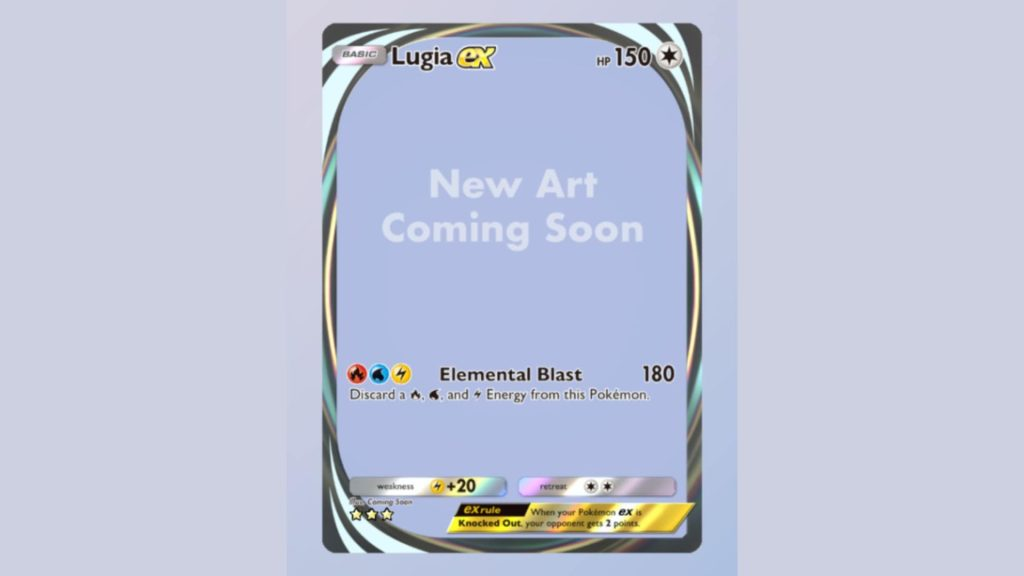 BASIC Lugia ex HP 150
New Art
Coming Soon
Elemental Blast 180
Discard a , , and Energy from this Pokémon.
weakness +20 retreat
Coming Soon
ex rule When your Pokémon ex is
Knocked Out, your opponent gets 2 points.